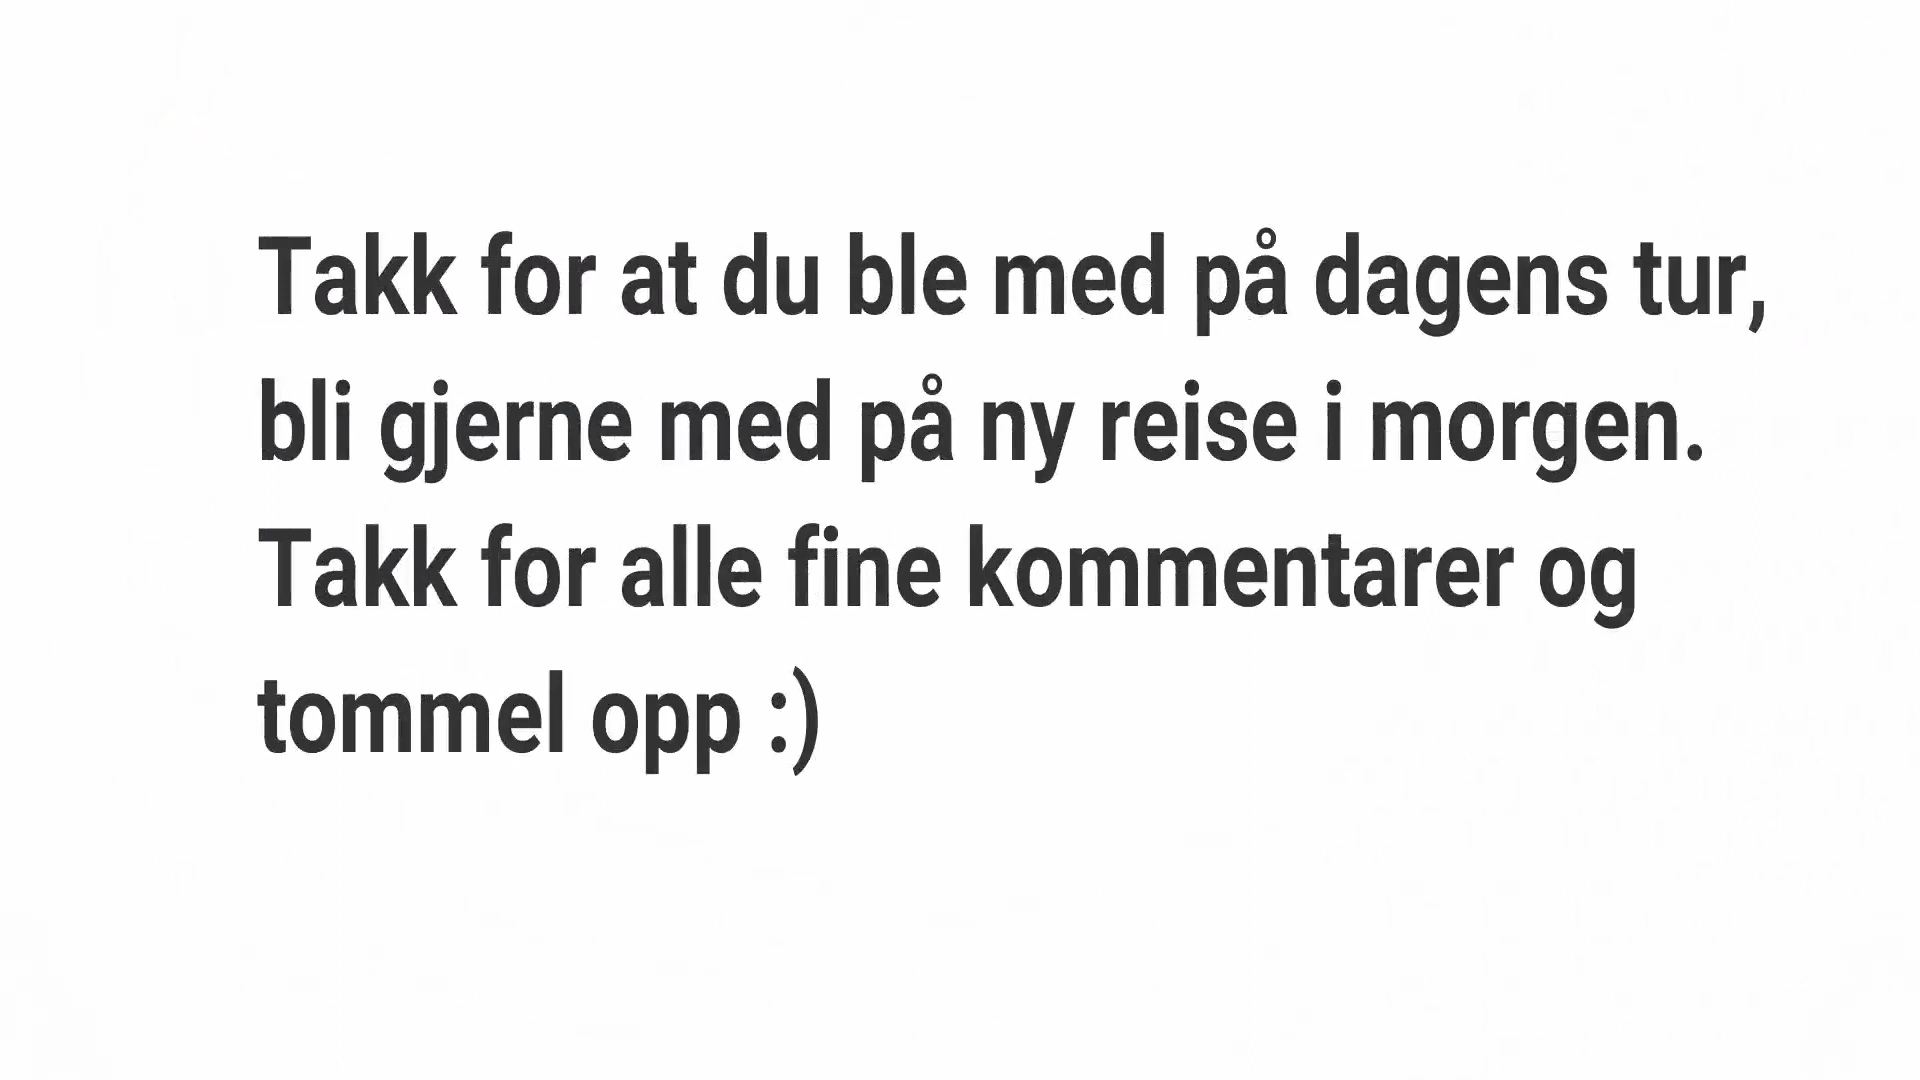 Takk for at du ble med på dagens tur,
bli gjerne med på ny reise i morgen.
Takk for alle fine kommentarer og
tommel opp :)